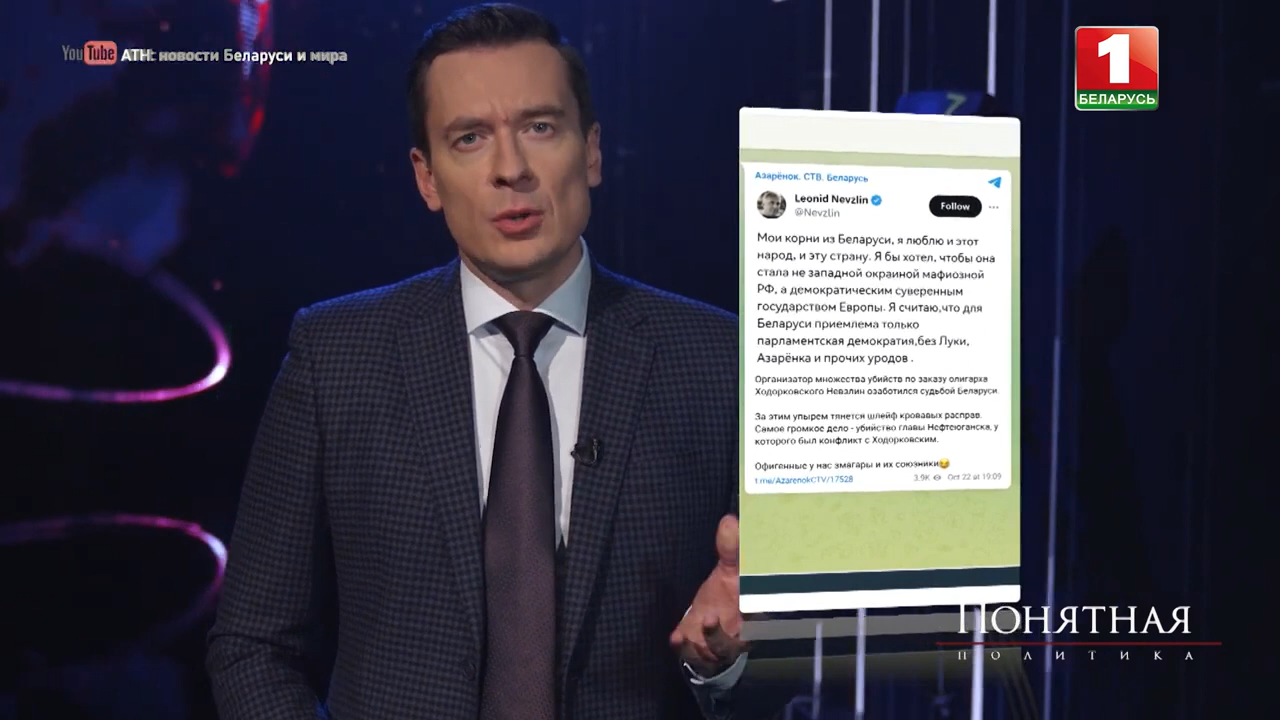 YouTube АТН: новости Беларуси и мира
1
БЕЛАРУСЬ
Азарёнок. СТВ. Беларусь
Leonid Nevzlin
@Nevzlin
Follow
Мои корни из Беларуси, я люблю и этот
народ, и эту страну. Я бы хотел, чтобы она
стала не западной окраиной мафиозной
РФ, а демократическим суверенным
государством Европы. Я считаю,что для
Беларуси приемлема только
парламентская демократия,без Луки,
Азарёнка и прочих уродов .
Организатор множества убийств по заказу олигарха
Ходорковского Невзлин озаботился судьбой Беларуси.
За этим упырем тянется шлейф кровавых расправ.
Самое громкое дело - убийство главы Нефтеюганска, у
которого был конфликт с Ходорковским.
Офигенные у нас змагары и их союзники😂
t.me/AzarenokCTV/17528 3.9K Oct 22 at 19:09
ПОНЯТНАЯ
ПОЛИТИКА